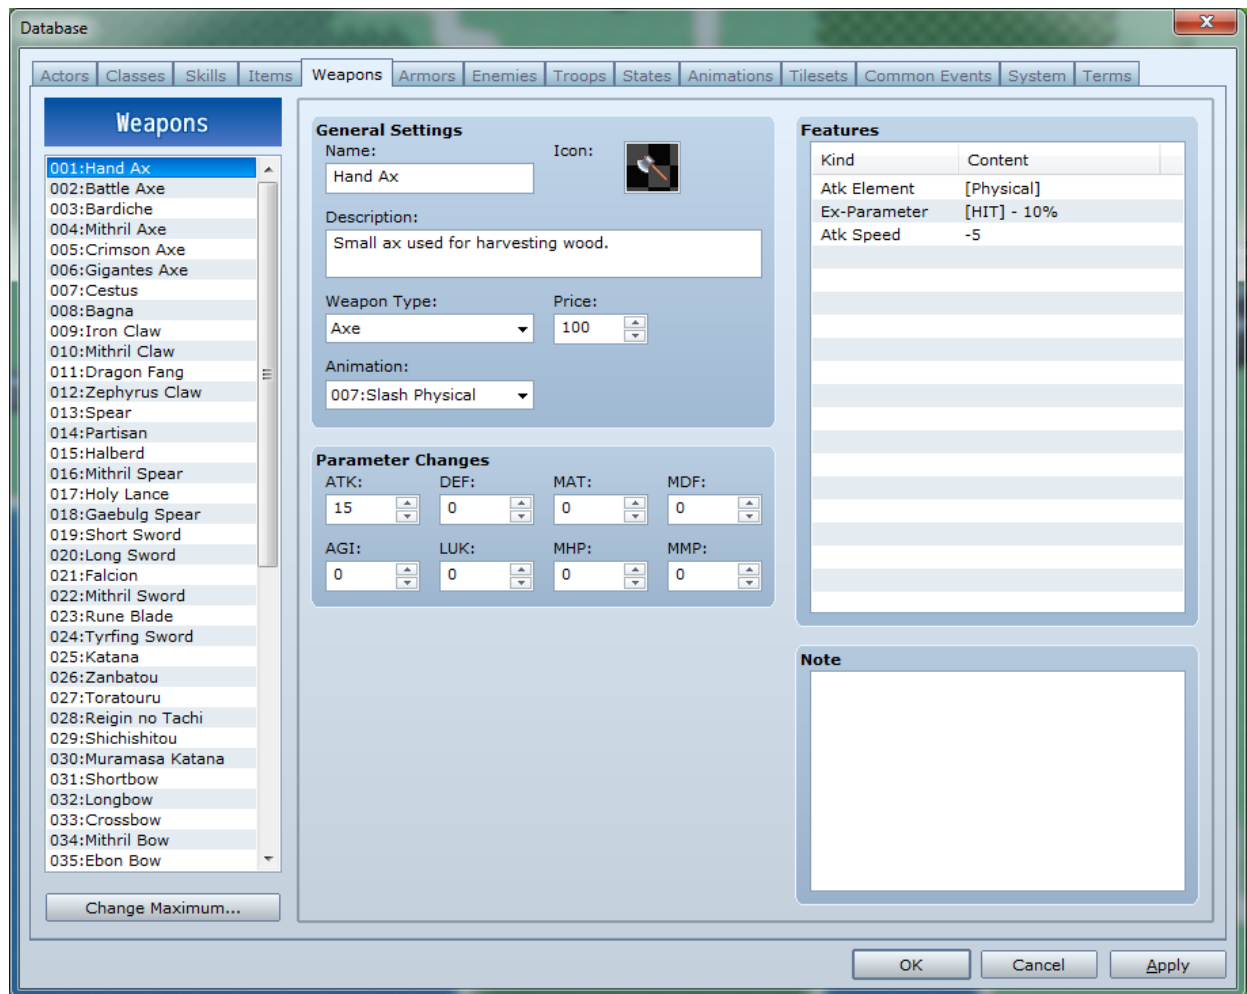 Database
Actors Classes Skills Items Weapons Armors Enemies Troops States Animations Tilesets Common Events System Terms
Weapons
001:Hand Ax
002:Battle Axe
003:Bardiche
004:Mithril Axe
005:Crimson Axe
006:Gigantes Axe
007:Cestus
008:Bagna
009:Iron Claw
010:Mithril Claw
011:Dragon Fang
012:Zephyrus Claw
013:Spear
014:Partisan
015:Halberd
016:Mithril Spear
017:Holy Lance
018:Gaebulg Spear
019:Short Sword
020:Long Sword
021:Falcion
022:Mithril Sword
023:Rune Blade
024:Tyrfing Sword
025:Katana
026:Zanbatou
027:Toratouru
028:Reigin no Tachi
029:Shichishitou
030:Muramasa Katana
031:Shortbow
032:Longbow
033:Crossbow
034:Mithril Bow
035:Ebon Bow
Change Maximum...
General Settings
Name: Icon:
Hand Ax
Description:
Small ax used for harvesting wood.
Weapon Type: Price:
Axe 100
Animation:
007:Slash Physical
Parameter Changes
ATK: DEF: MAT: MDF:
15 0 0 0
AGI: LUK: MHP: MMP:
0 0 0 0
Features
Kind Content
Atk Element [Physical]
Ex-Parameter [HIT] - 10%
Atk Speed -5
Note
OK Cancel Apply